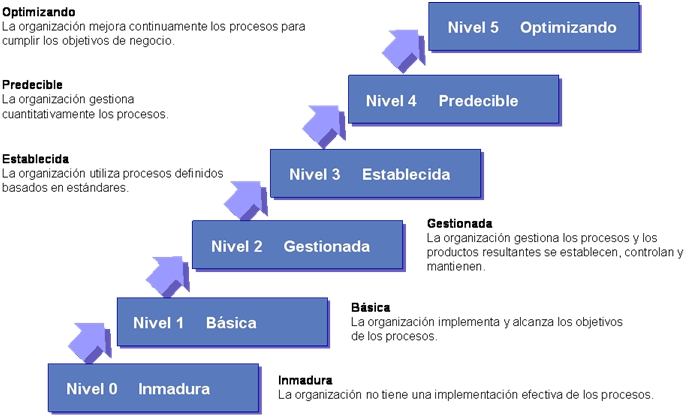 Optimizando
La organización mejora continuamente los procesos para
cumplir los objetivos de negocio.
Nivel 5 Optimizando
Predecible
La organización gestiona
cuantitativamente los procesos.
Nivel 4 Predecible
Establecida
La organización utiliza procesos definidos
basados en estándares.
Nivel 3 Establecida
Nivel 2 Gestionada
Gestionada
La organización gestiona los procesos y los
productos resultantes se establecen, controlan y
mantienen.
Nivel 1 Básica
Básica
La organización implementa y alcanza los objetivos
de los procesos.
Nivel 0 Inmadura
Inmadura
La organización no tiene una implementación efectiva de los procesos.